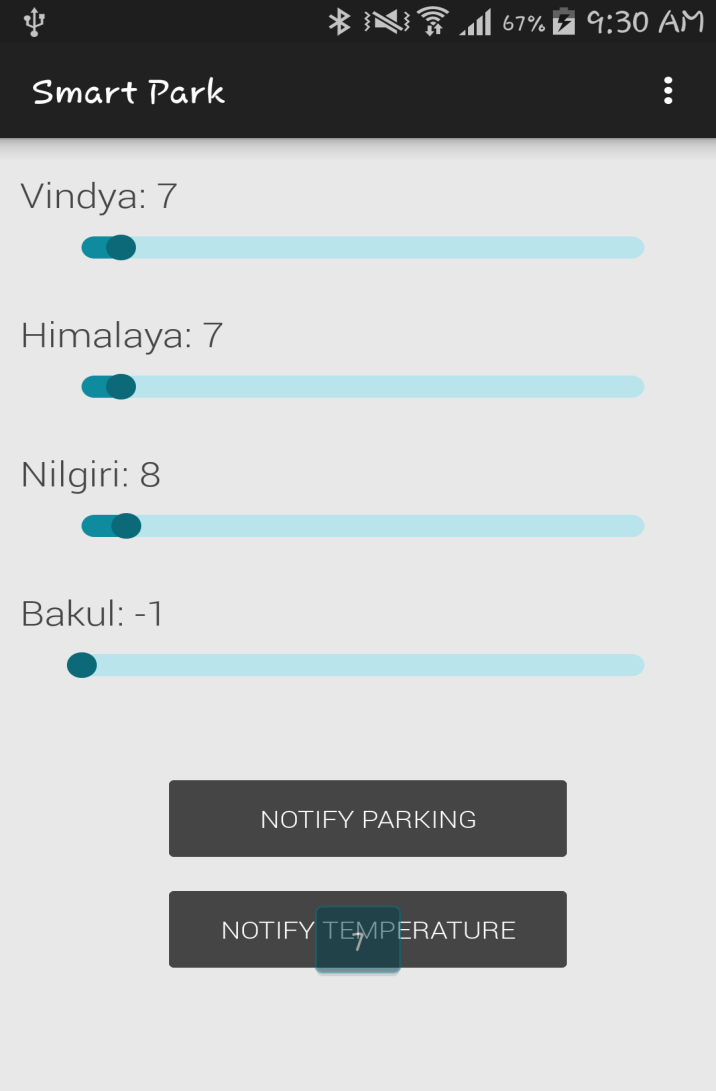 67% 9:30 AM
Smart Park
Vindya: 7
Himalaya: 7
Nilgiri: 8
Bakul: -1
NOTIFY PARKING
NOTIFY TEMPERATURE
7